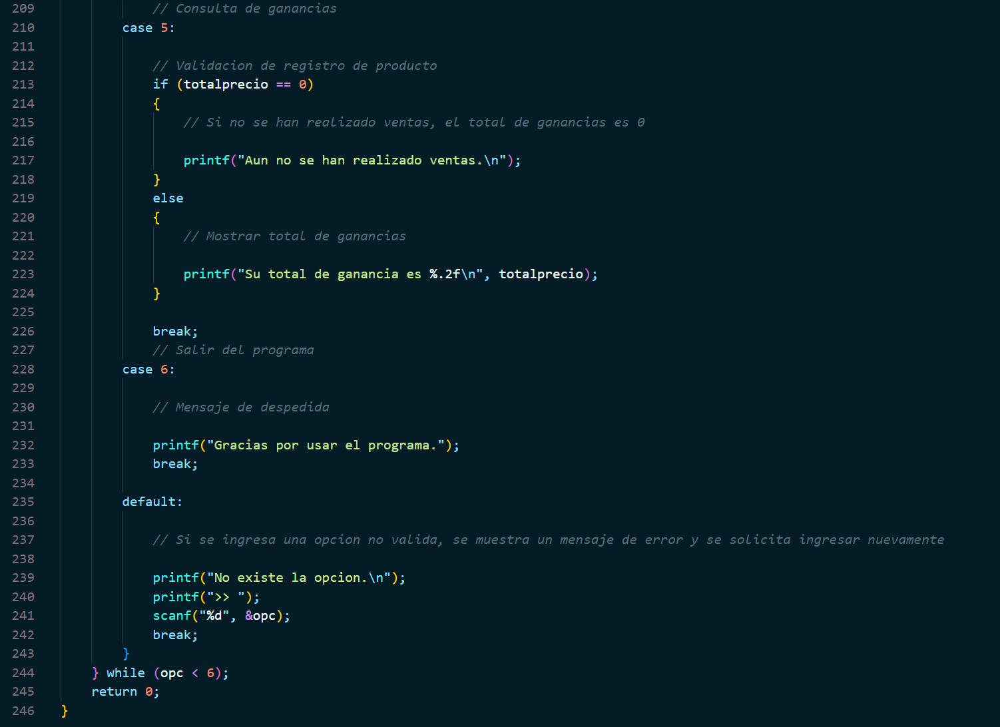 209 // Consulta de ganancias
210 case 5:
211
212 // Validacion de registro de producto
213 if (totalprecio == 0)
214 {
215 // Si no se han realizado ventas, el total de ganancias es 0
216
217 printf("Aun no se han realizado ventas.\n");
218 }
219 else
220 {
221 // Mostrar total de ganancias
222
223 printf("Su total de ganancia es %.2f\n", totalprecio);
224 }
225
226 break;
227 // Salir del programa
228 case 6:
229
230 // Mensaje de despedida
231
232 printf("Gracias por usar el programa.");
233 break;
234
235 default:
236
237 // Si se ingresa una opcion no valida, se muestra un mensaje de error y se solicita ingresar nuevamente
238
239 printf("No existe la opcion.\n");
240 printf(">> ");
241 scanf("%d", &opc);
242 break;
243 }
244 } while (opc < 6);
245 return 0;
246 }